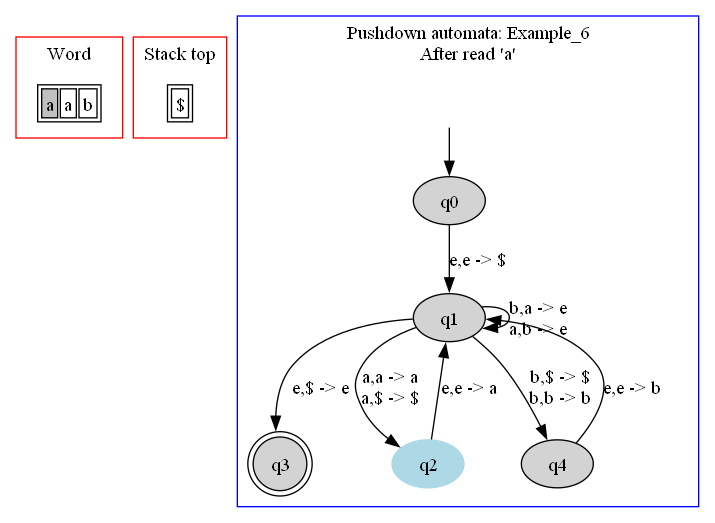 Word
a a b
Stack top
$
Pushdown automata: Example_6
After read 'a'
q0
e,e -> $
q1
b,a -> e
a,b -> e
e,$ -> e
a,a -> a
a,$ -> $
e,e -> a
b,$ -> $
b,b -> b
e,e -> b
q3
q2
q4